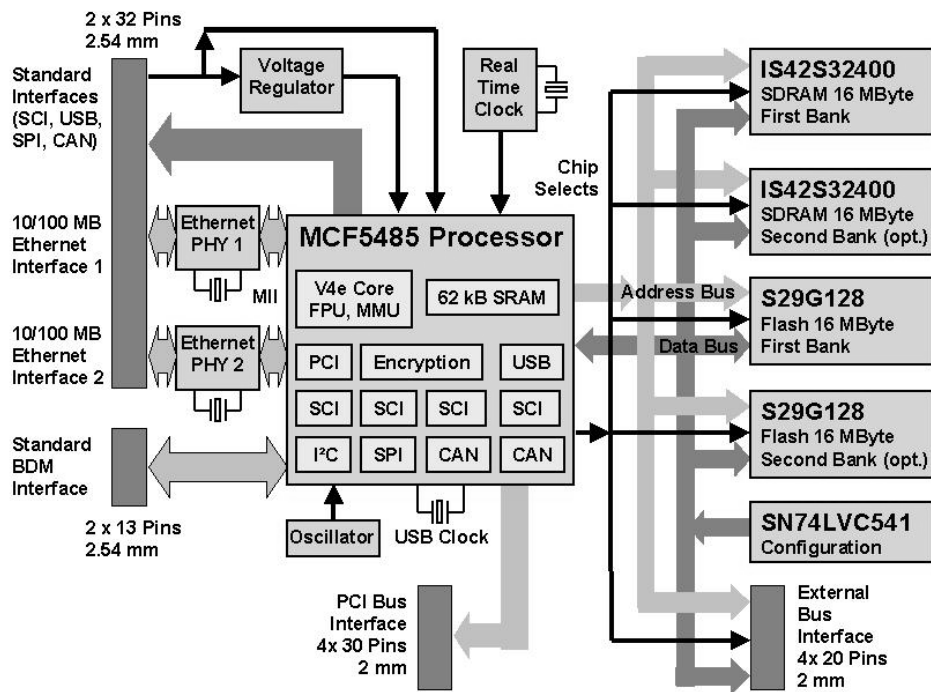 2 x 32 Pins
2.54 mm
Standard
Interfaces
(SCI, USB,
SPI, CAN)
Voltage
Regulator
Real
Time
Clock
IS42S32400
SDRAM 16 MByte
First Bank
Chip
Selects
IS42S32400
SDRAM 16 MByte
Second Bank (opt.)
10/100 MB
Ethernet
Interface 1
Ethernet
PHY 1
MII
MCF5485 Processor
V4e Core
FPU, MMU
62 kB SRAM
Address Bus
S29G128
Flash 16 MByte
First Bank
Data Bus
10/100 MB
Ethernet
Interface 2
Ethernet
PHY 2
PCI
Encryption
USB
SCI
SCI
SCI
SCI
I²C
SPI
CAN
CAN
S29G128
Flash 16 MByte
Second Bank (opt.)
Standard
BDM
Interface
2 x 13 Pins
2.54 mm
Oscillator
USB Clock
SN74LVC541
Configuration
PCI Bus
Interface
4x 30 Pins
2 mm
External
Bus
Interface
4x 20 Pins
2 mm